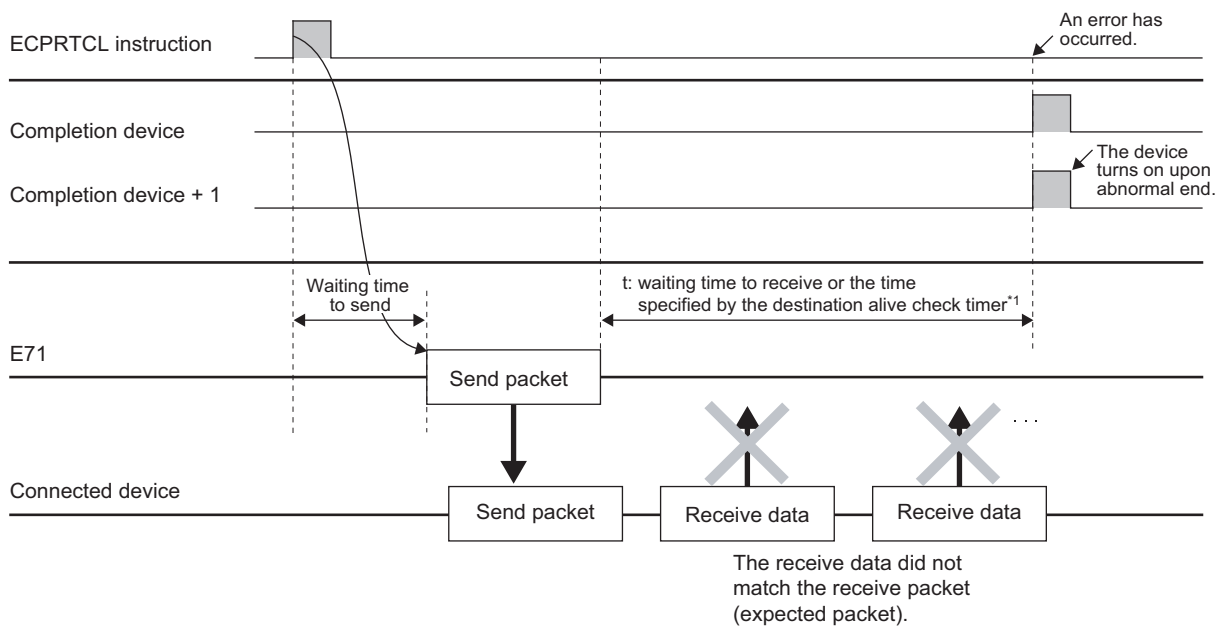 ECPRTCL instruction
An error has
occurred.
Completion device
Completion device + 1
The device
turns on upon
abnormal end.
Waiting time
to send
t: waiting time to receive or the time
specified by the destination alive check timer*1
E71
Send packet
. . .
Connected device
Send packet
Receive data
Receive data
The receive data did not
match the receive packet
(expected packet).